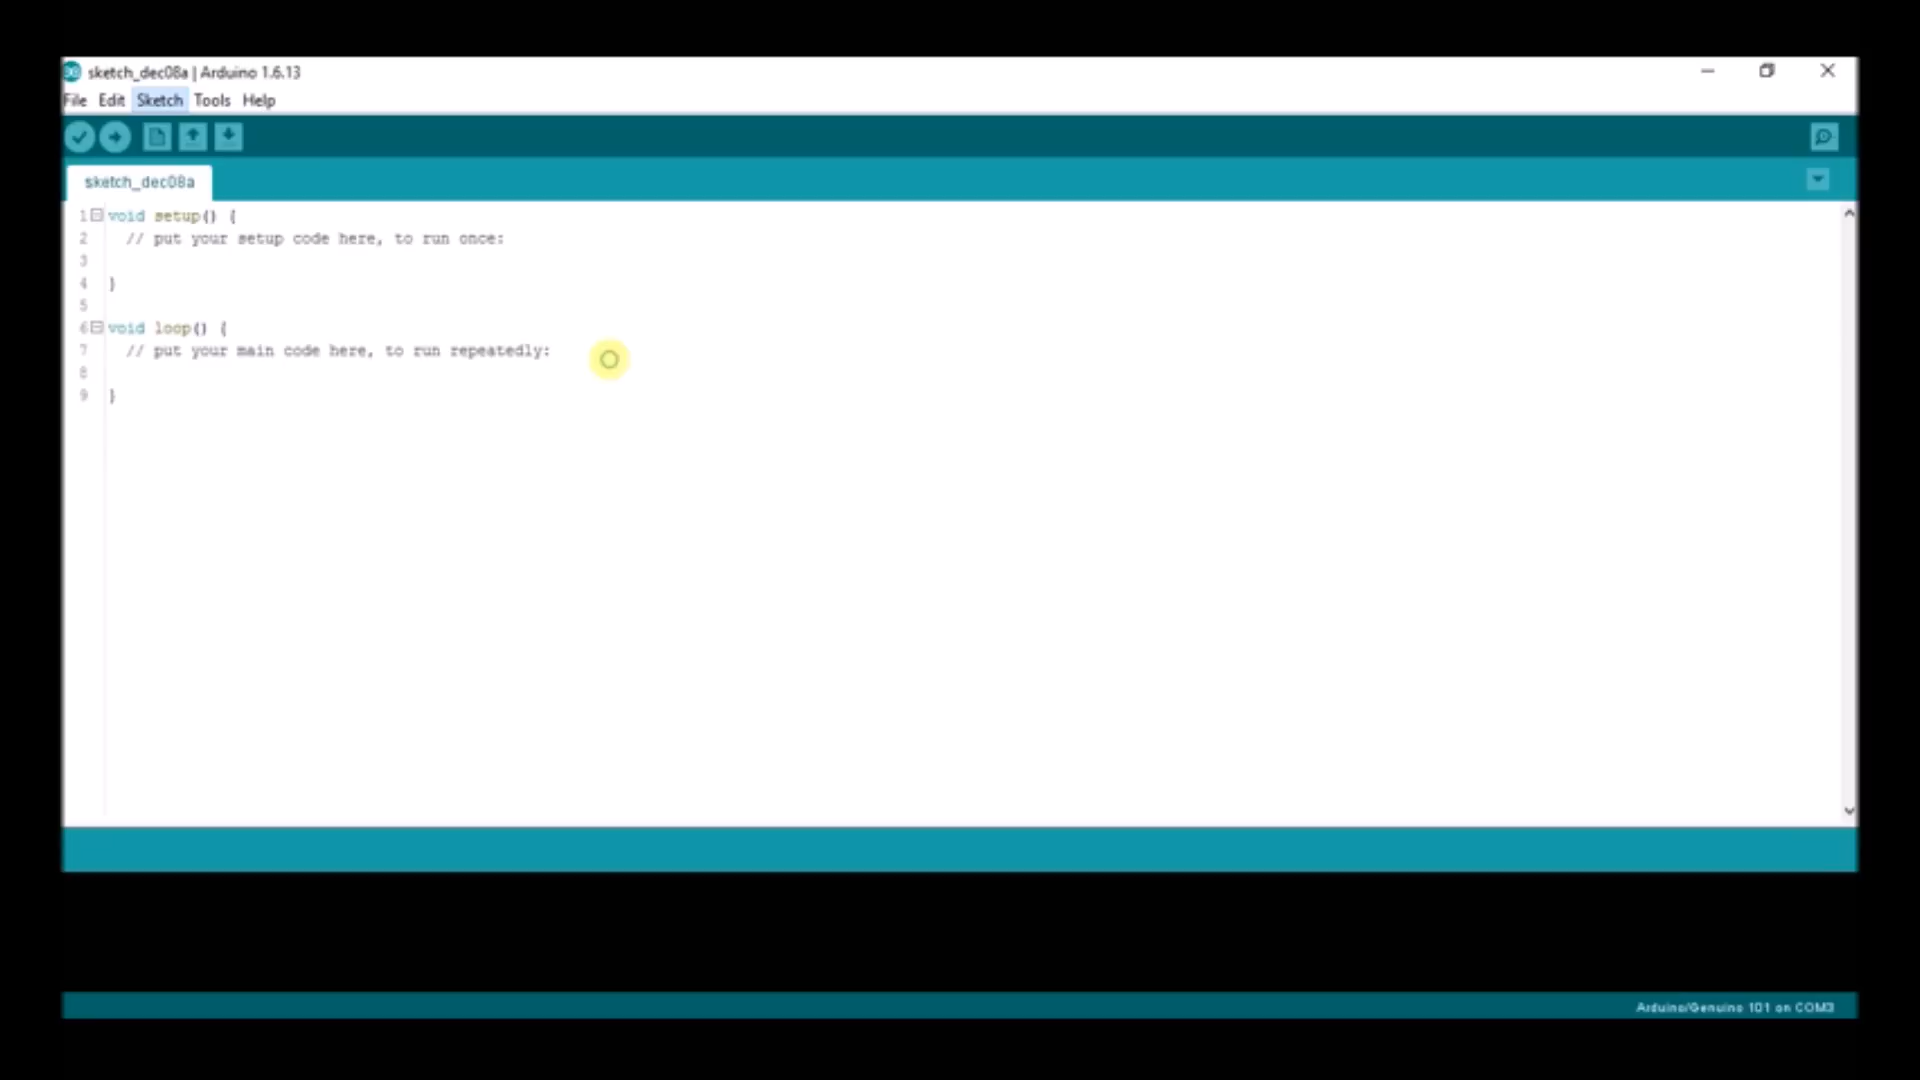 sketch_dec08a | Arduino 1.6.13
File Edit Sketch Tools Help
sketch_dec08a
1 void setup() {
2 // put your setup code here, to run once:
3
4 }
5
6 void loop() {
7 // put your main code here, to run repeatedly:
8
9 }
Arduino/Genuino 101 on COM3